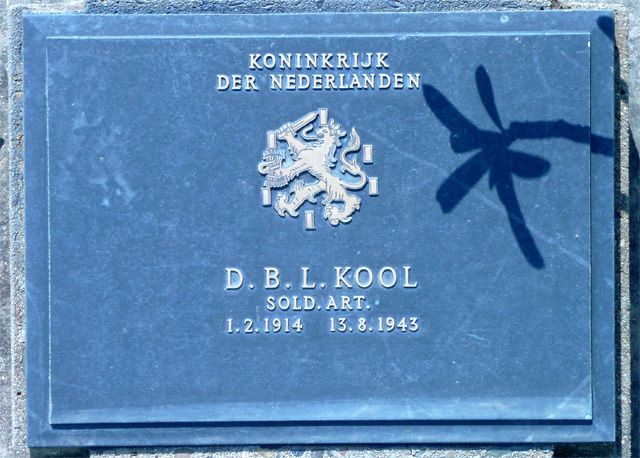 KONINKRIJK
DER NEDERLANDEN
D. B. L. KOOL
SOLD. ART.
1.2.1914 13.8.1943